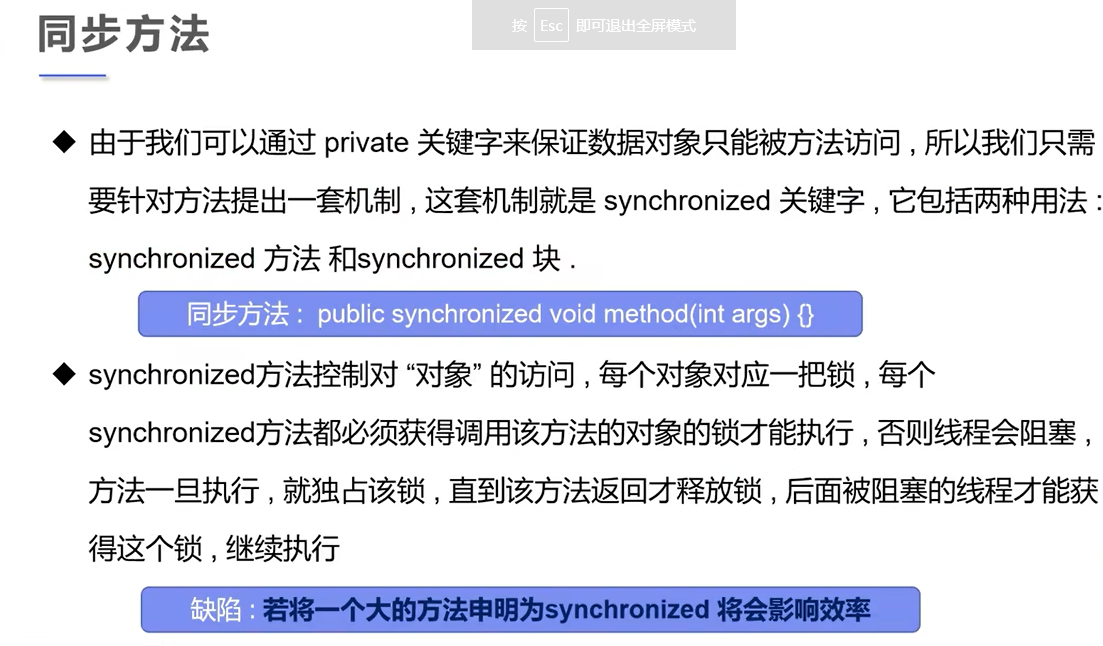 同步方法
按 Esc 即可退出全屏模式
由于我们可以通过 private 关键字来保证数据对象只能被方法访问 , 所以我们只需
要针对方法提出一套机制 , 这套机制就是 synchronized 关键字 , 它包括两种用法 :
synchronized 方法 和synchronized 块 .
同步方法 : public synchronized void method(int args) {}
synchronized方法控制对 “对象” 的访问 , 每个对象对应一把锁 , 每个
synchronized方法都必须获得调用该方法的对象的锁才能执行 , 否则线程会阻塞 ,
方法一旦执行 , 就独占该锁 , 直到该方法返回才释放锁 , 后面被阻塞的线程才能获
得这个锁 , 继续执行
缺陷 : 若将一个大的方法申明为synchronized 将会影响效率